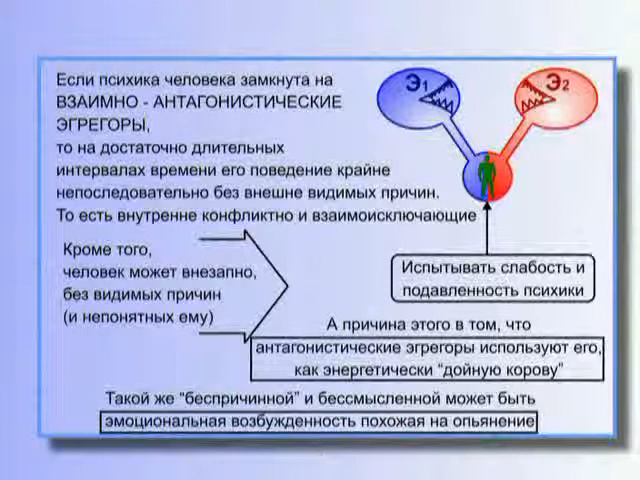 Если психика человека замкнута на
ВЗАИМНО - АНТАГОНИСТИЧЕСКИЕ
ЭГРЕГОРЫ,
то на достаточно длительных
интервалах времени его поведение крайне
непоследовательно без внешне видимых причин.
То есть внутренне конфликтно и взаимоисключающие
Э1
Э2
Кроме того,
человек может внезапно,
без видимых причин
(и непонятных ему)
Испытывать слабость и
подавленность психики
А причина этого в том, что
антагонистические эгрегоры используют его,
как энергетически "дойную корову"
Такой же "беспричинной" и бессмысленной может быть
эмоциональная возбужденность похожая на опьянение